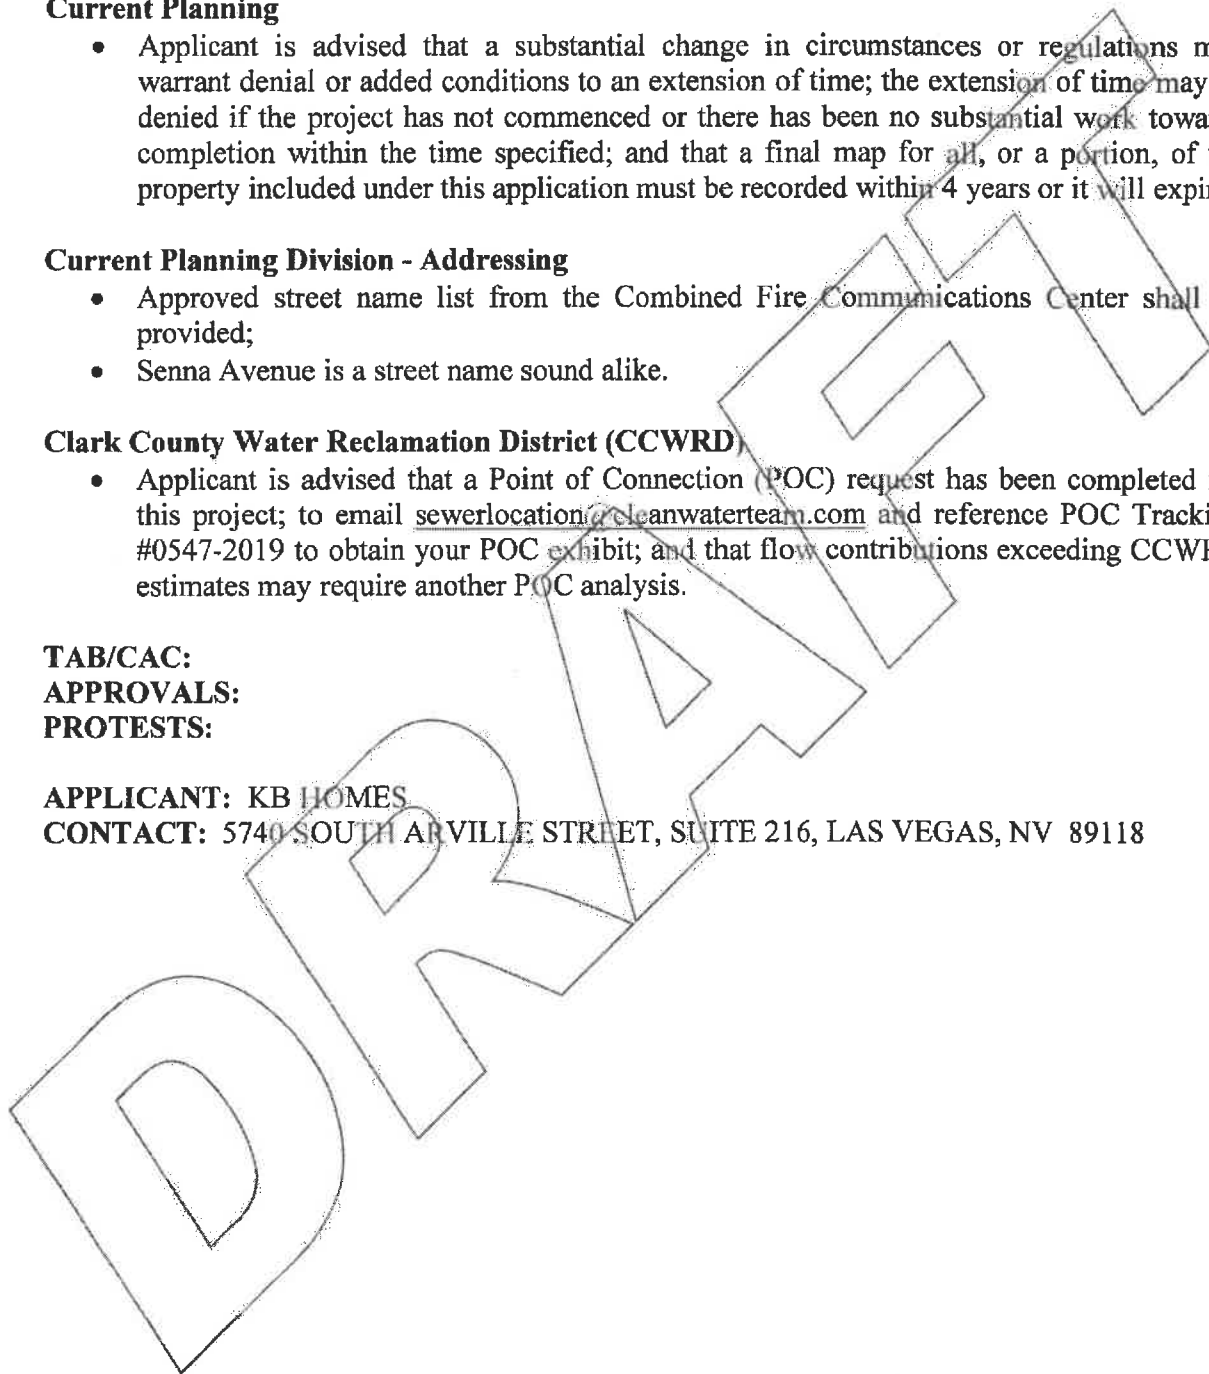 Current Planning
• Applicant is advised that a substantial change in circumstances or regulations m
warrant denial or added conditions to an extension of time; the extension of time may
denied if the project has not commenced or there has been no substantial work towa
completion within the time specified; and that a final map for all, or a portion, of
property included under this application must be recorded within 4 years or it will expir
Current Planning Division - Addressing
• Approved street name list from the Combined Fire Communications Center shall
provided;
• Senna Avenue is a street name sound alike.
Clark County Water Reclamation District (CCWRD)
• Applicant is advised that a Point of Connection (POC) request has been completed
this project; to email sewerlocation@cleanwaterteam.com and reference POC Tracki
#0547-2019 to obtain your POC exhibit; and that flow contributions exceeding CCW
estimates may require another POC analysis.
TAB/CAC:
APPROVALS:
PROTESTS:
APPLICANT: KB HOMES
CONTACT: 5740 SOUTH ARVILLE STREET, SUITE 216, LAS VEGAS, NV 89118
DRAFT